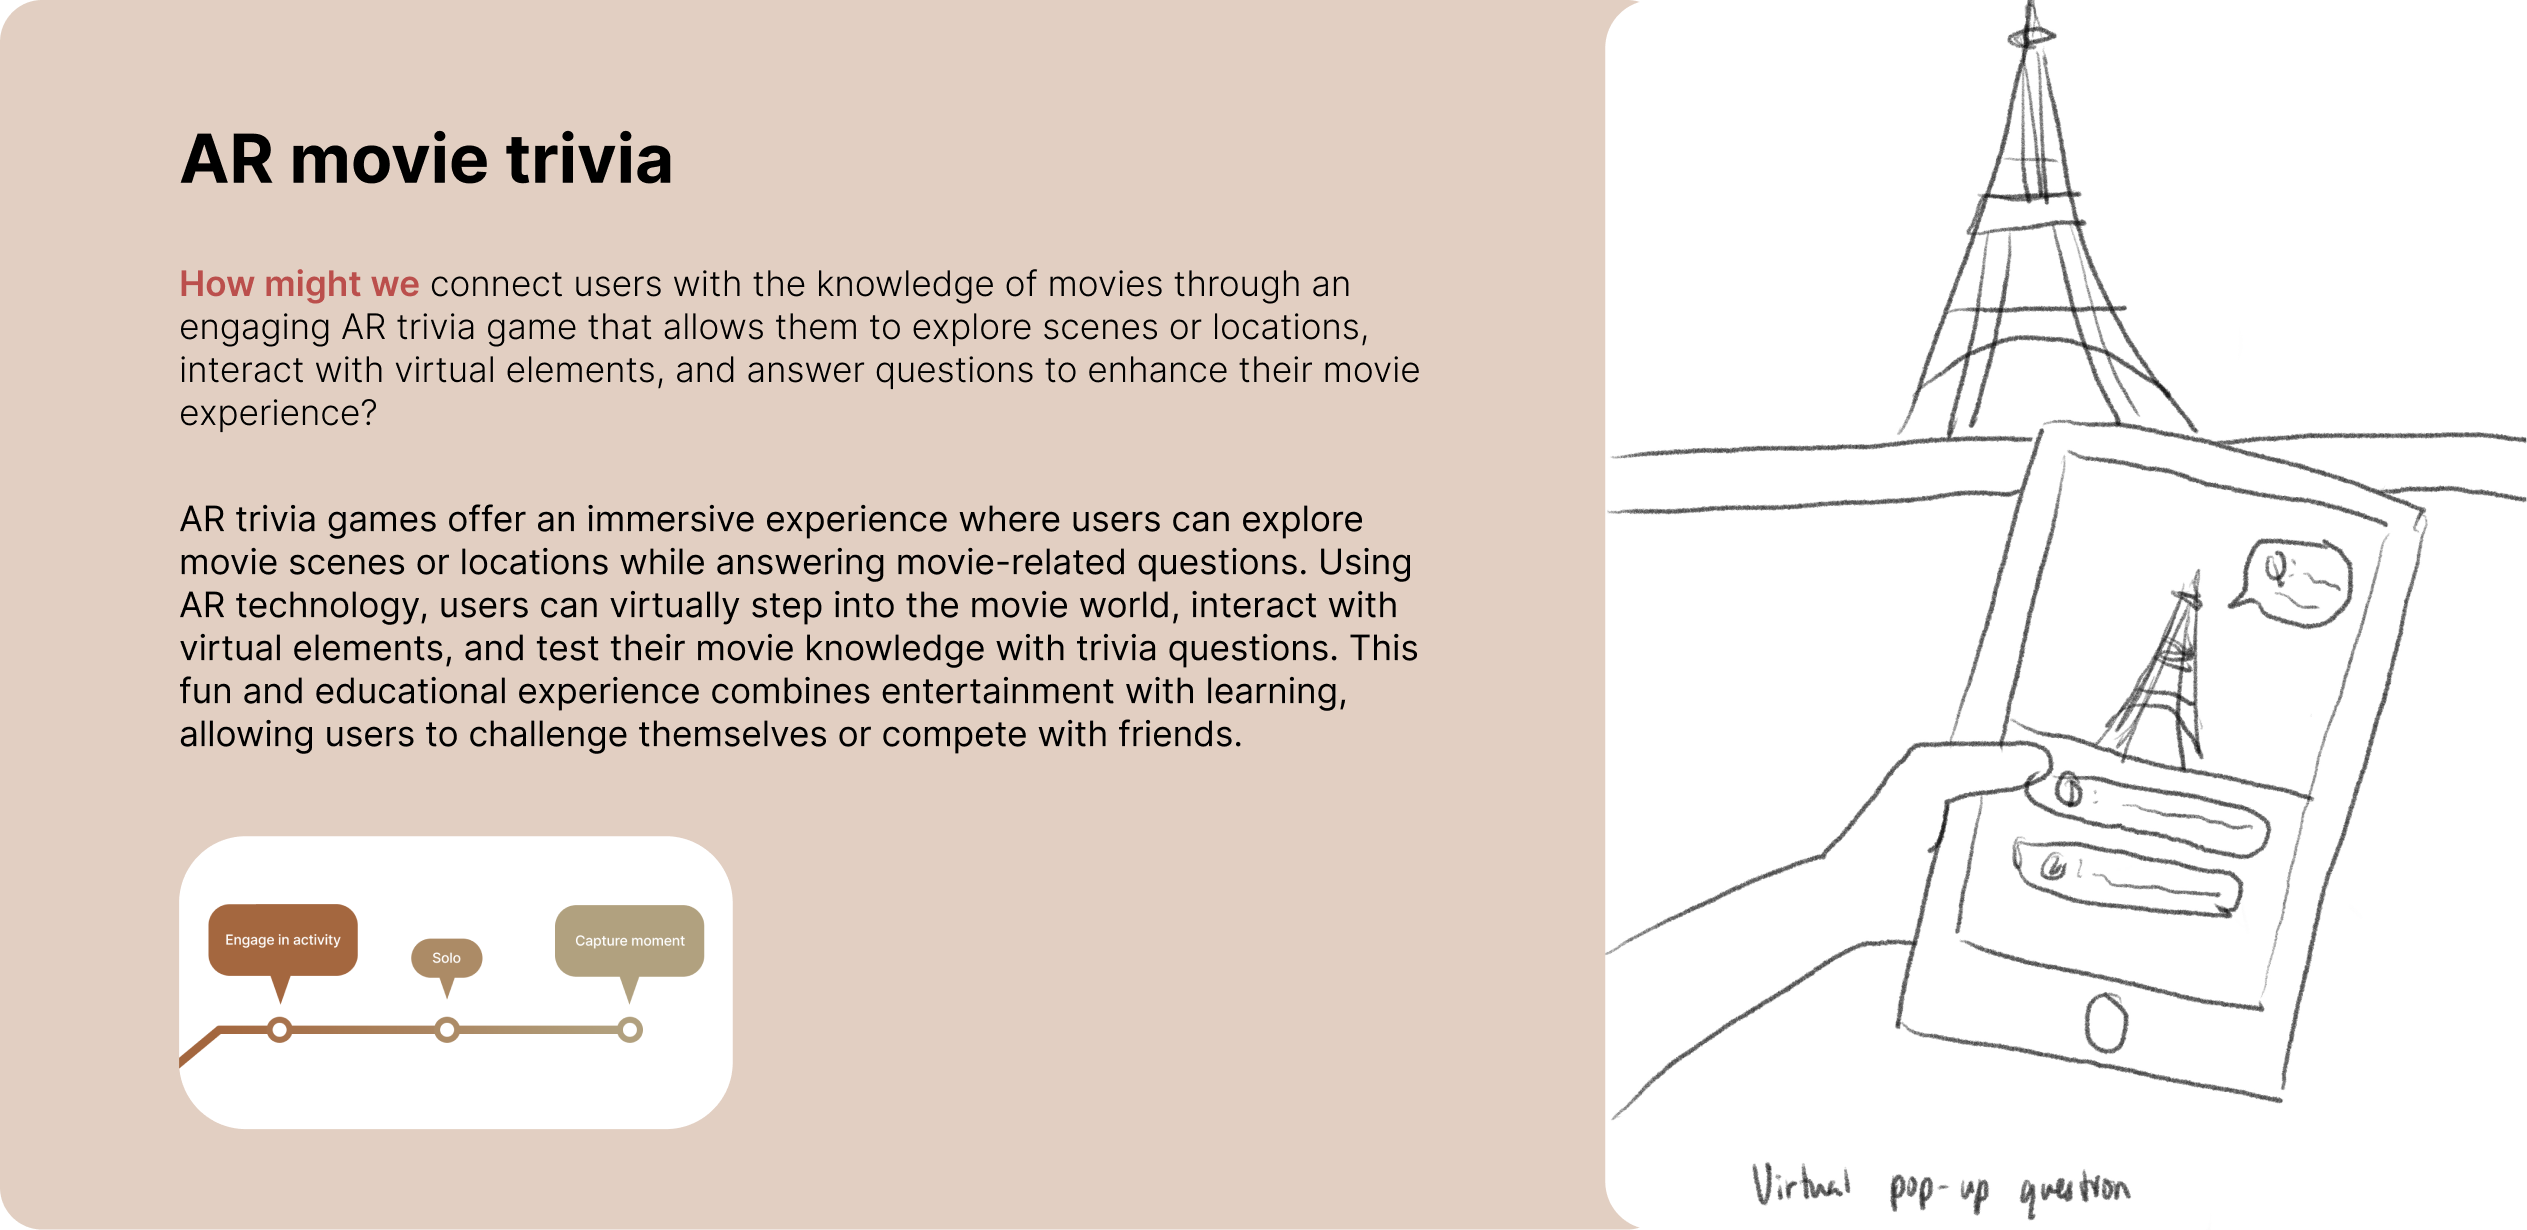 AR movie trivia
How might we connect users with the knowledge of movies through an
engaging AR trivia game that allows them to explore scenes or locations,
interact with virtual elements, and answer questions to enhance their movie
experience?
AR trivia games offer an immersive experience where users can explore
movie scenes or locations while answering movie-related questions. Using
AR technology, users can virtually step into the movie world, interact with
virtual elements, and test their movie knowledge with trivia questions. This
fun and educational experience combines entertainment with learning,
allowing users to challenge themselves or compete with friends.
Engage in activity
Solo
Capture moment
Virtual pop-up question